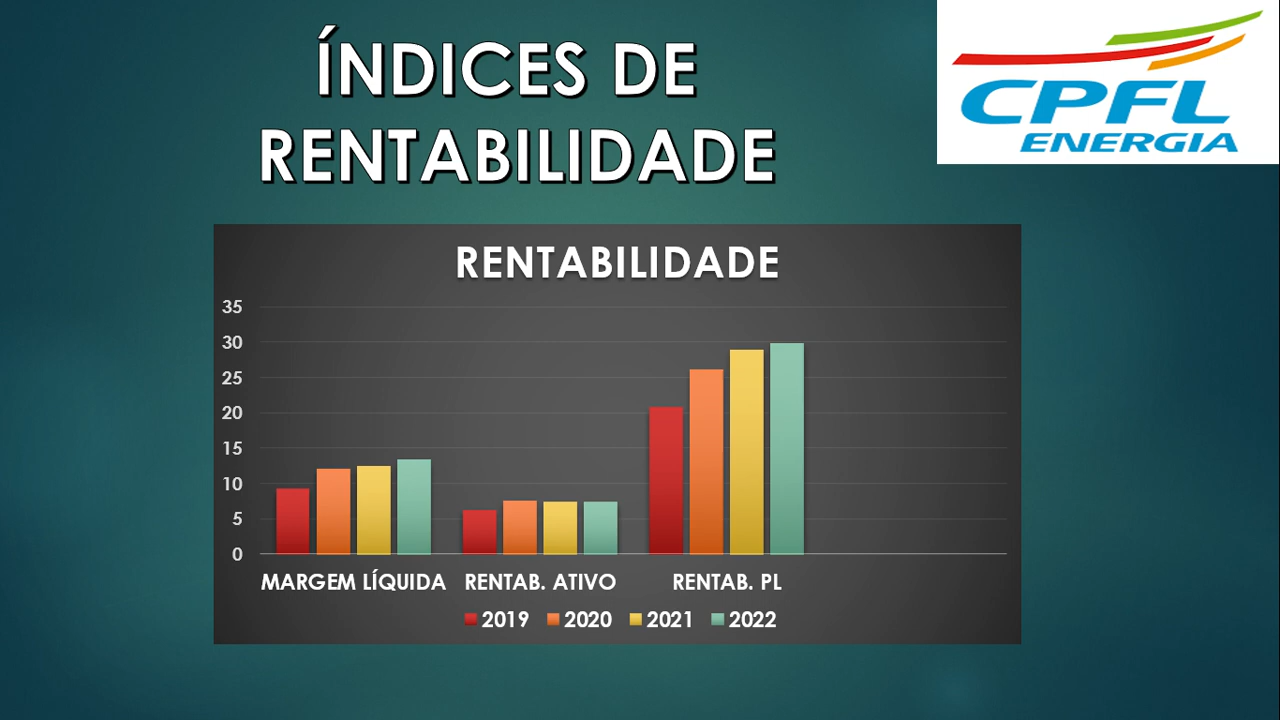 ÍNDICES DE
RENTABILIDADE
CPFL
ENERGIA
RENTABILIDADE
35
30
25
20
15
10
5
0
MARGEM LÍQUIDA RENTAB. ATIVO RENTAB. PL
2019 2020 2021 2022